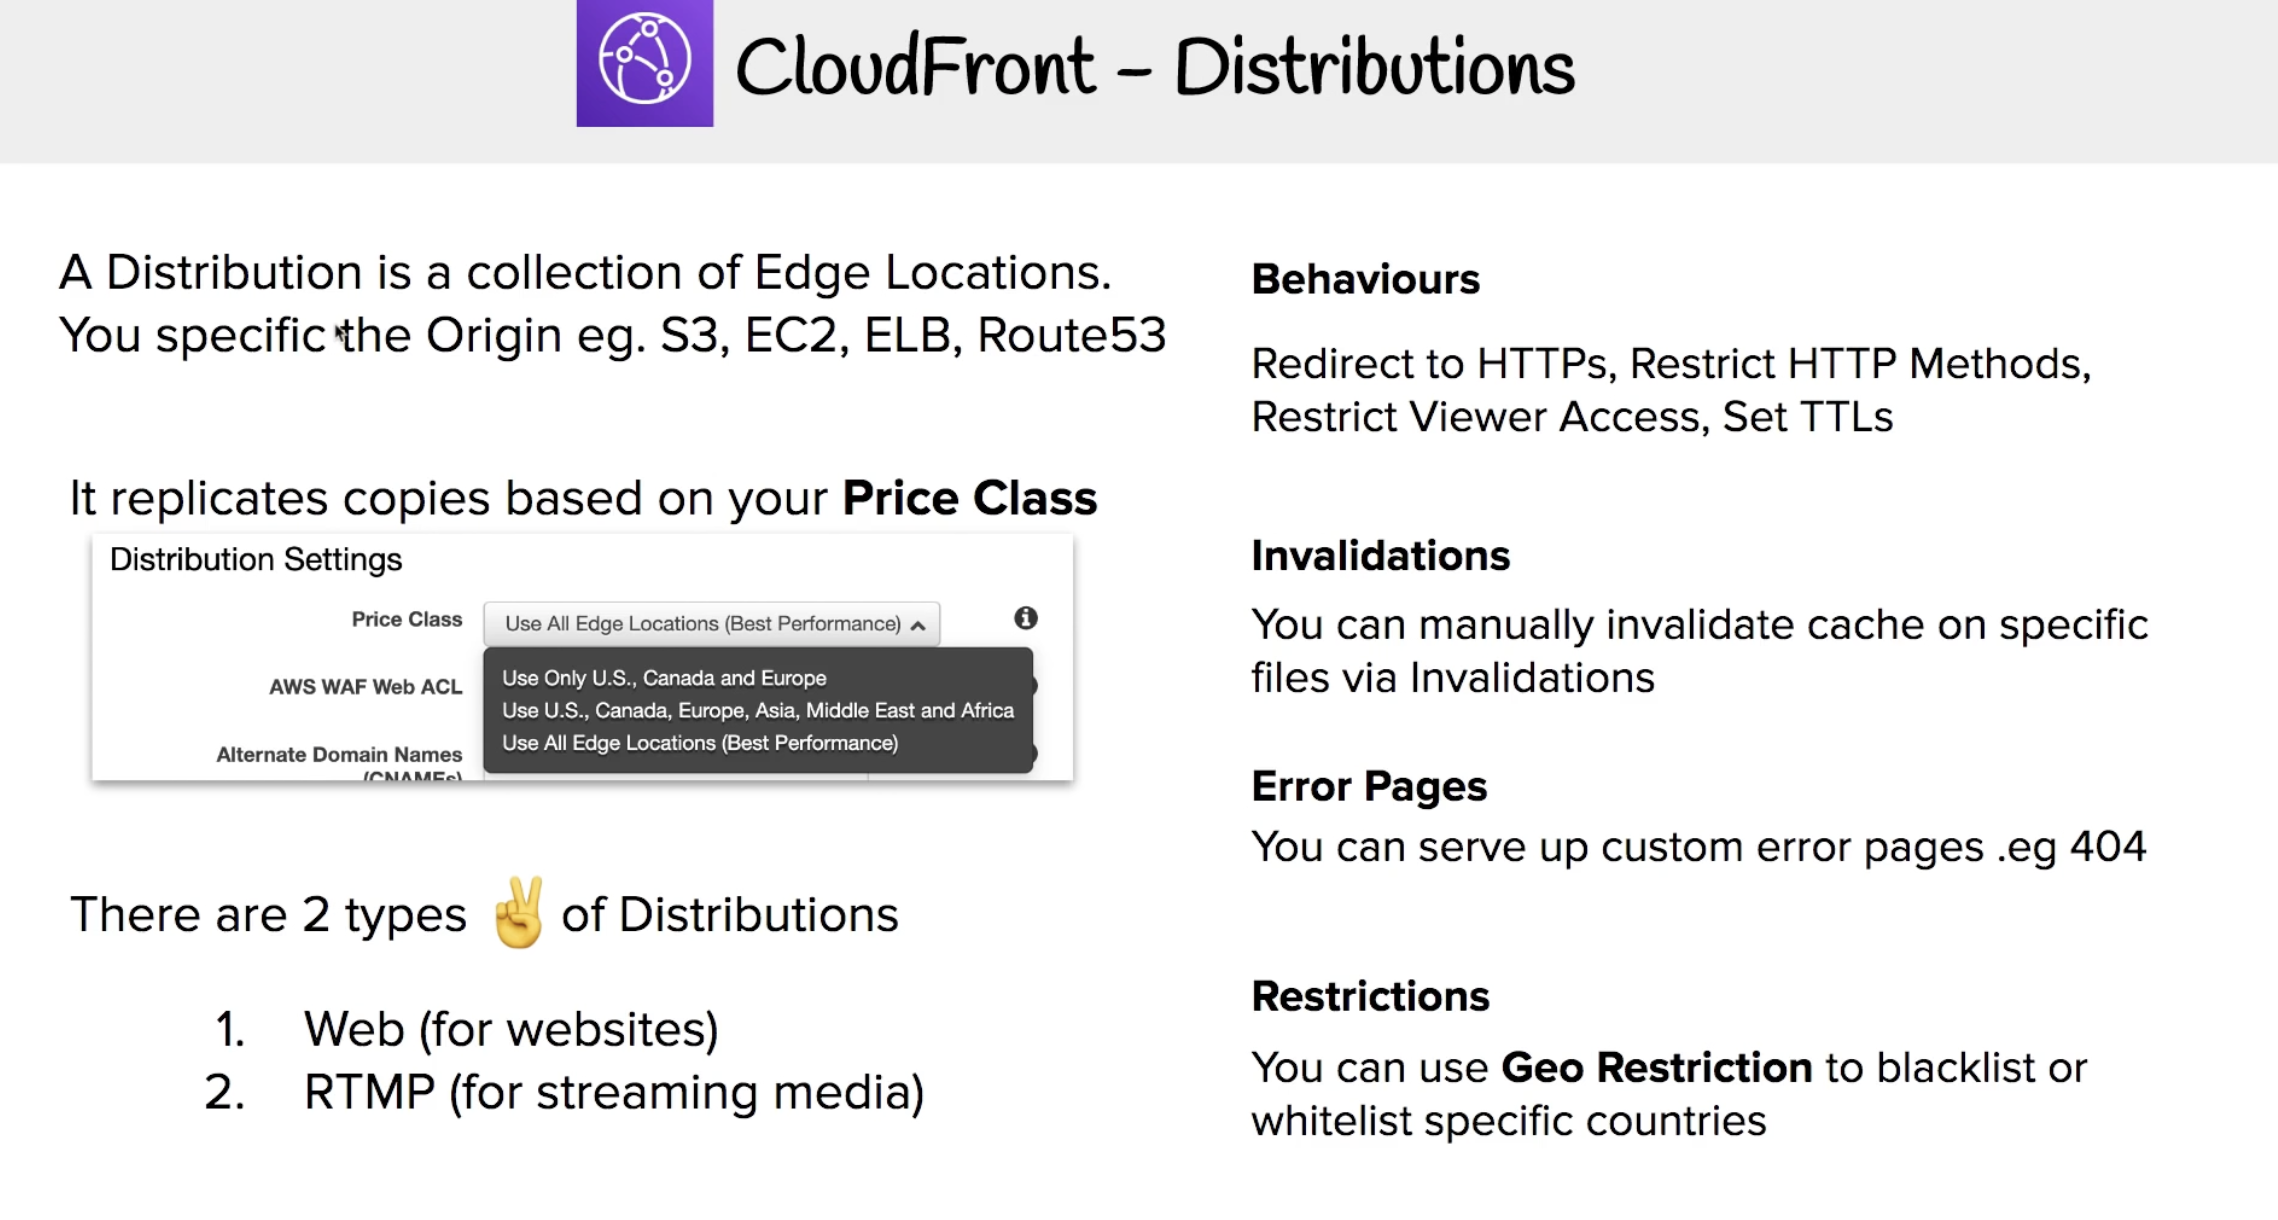 CloudFront – Distributions
A Distribution is a collection of Edge Locations.
You specific the Origin eg. S3, EC2, ELB, Route53
It replicates copies based on your Price Class
Distribution Settings
Price Class
Use All Edge Locations (Best Performance)
Use Only U.S., Canada and Europe
AWS WAF Web ACL
Use U.S., Canada, Europe, Asia, Middle East and Africa
Use All Edge Locations (Best Performance)
Alternate Domain Names
(CNAMEs)
There are 2 types ✌ of Distributions
1. Web (for websites)
2. RTMP (for streaming media)
Behaviours
Redirect to HTTPs, Restrict HTTP Methods,
Restrict Viewer Access, Set TTLs
Invalidations
You can manually invalidate cache on specific
files via Invalidations
Error Pages
You can serve up custom error pages .eg 404
Restrictions
You can use Geo Restriction to blacklist or
whitelist specific countries